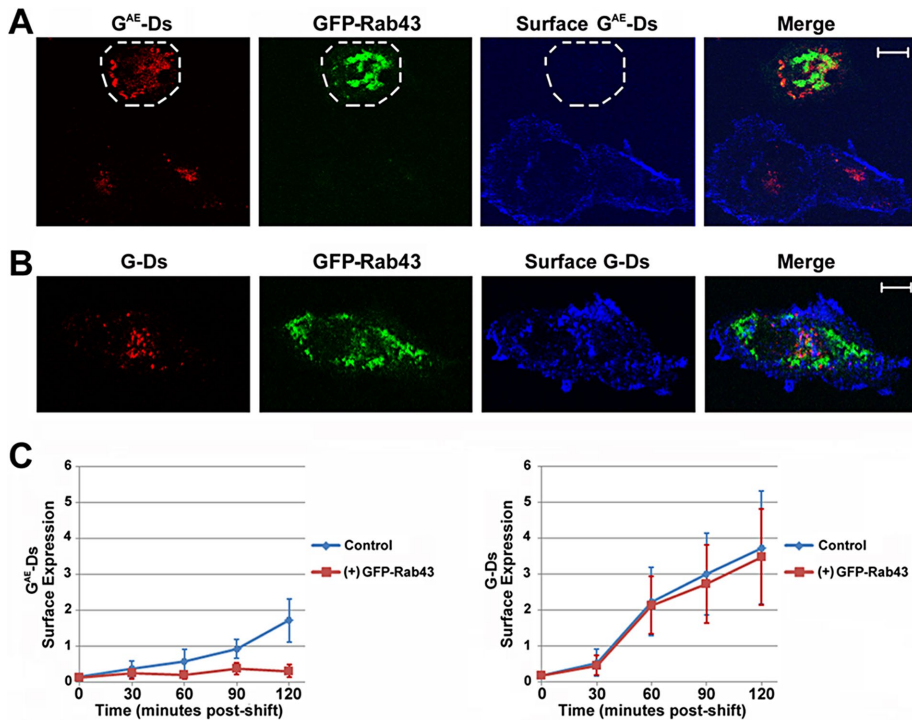 A
G^AE-Ds
GFP-Rab43
Surface G^AE-Ds
Merge
B
G-Ds
GFP-Rab43
Surface G-Ds
Merge
C
G^AE-Ds
Surface Expression
6
5
4
3
2
1
0
0 30 60 90 120
Time (minutes post-shift)
Control
(+) GFP-Rab43
G-Ds
Surface Expression
6
5
4
3
2
1
0
0 30 60 90 120
Time (minutes post-shift)
Control
(+) GFP-Rab43